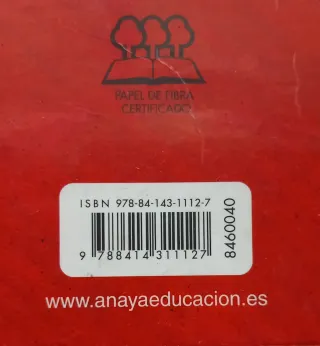 PAPEL DE FIBRA
CERTIFICADO
ISBN 978-84-143-1112-7
8460040
9 788414 311127
www.anayaeducacion.es